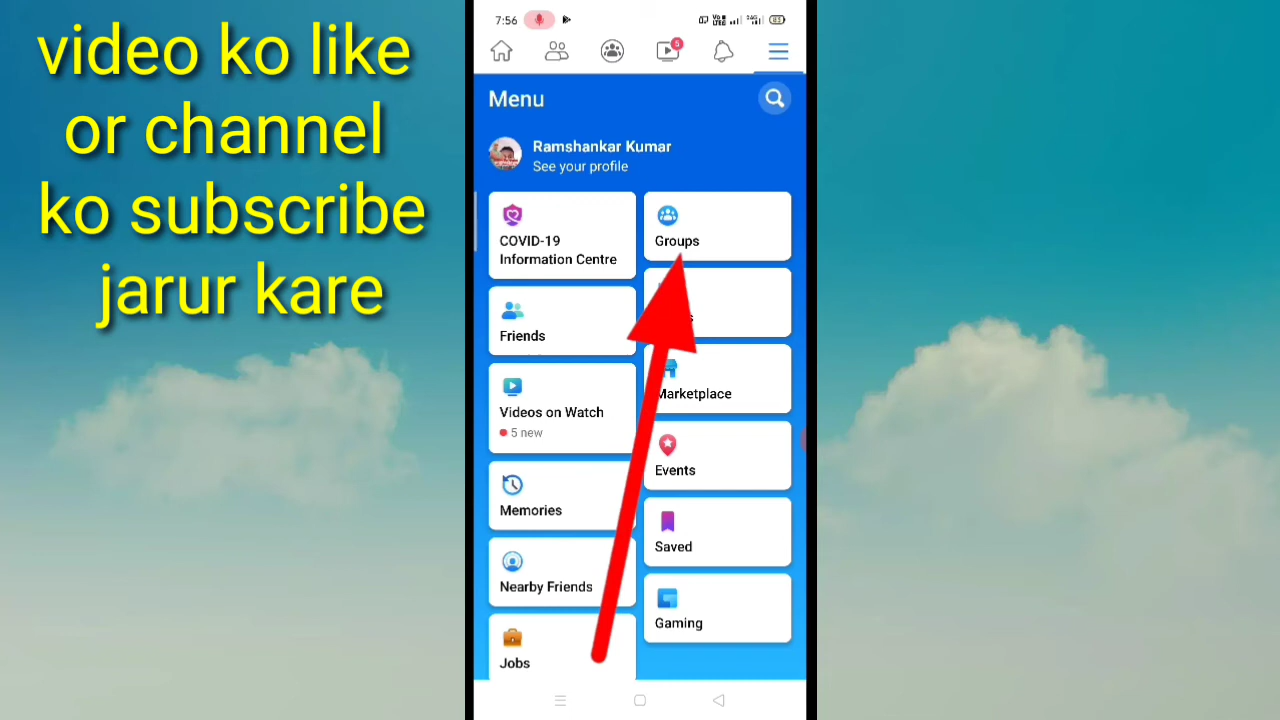 video ko like
or channel
ko subscribe
jarur kare
7:56
5
Menu
Ramshankar Kumar
See your profile
COVID-19
Information Centre
Groups
Friends
Marketplace
Videos on Watch
5 new
Events
Memories
Saved
Nearby Friends
Gaming
Jobs